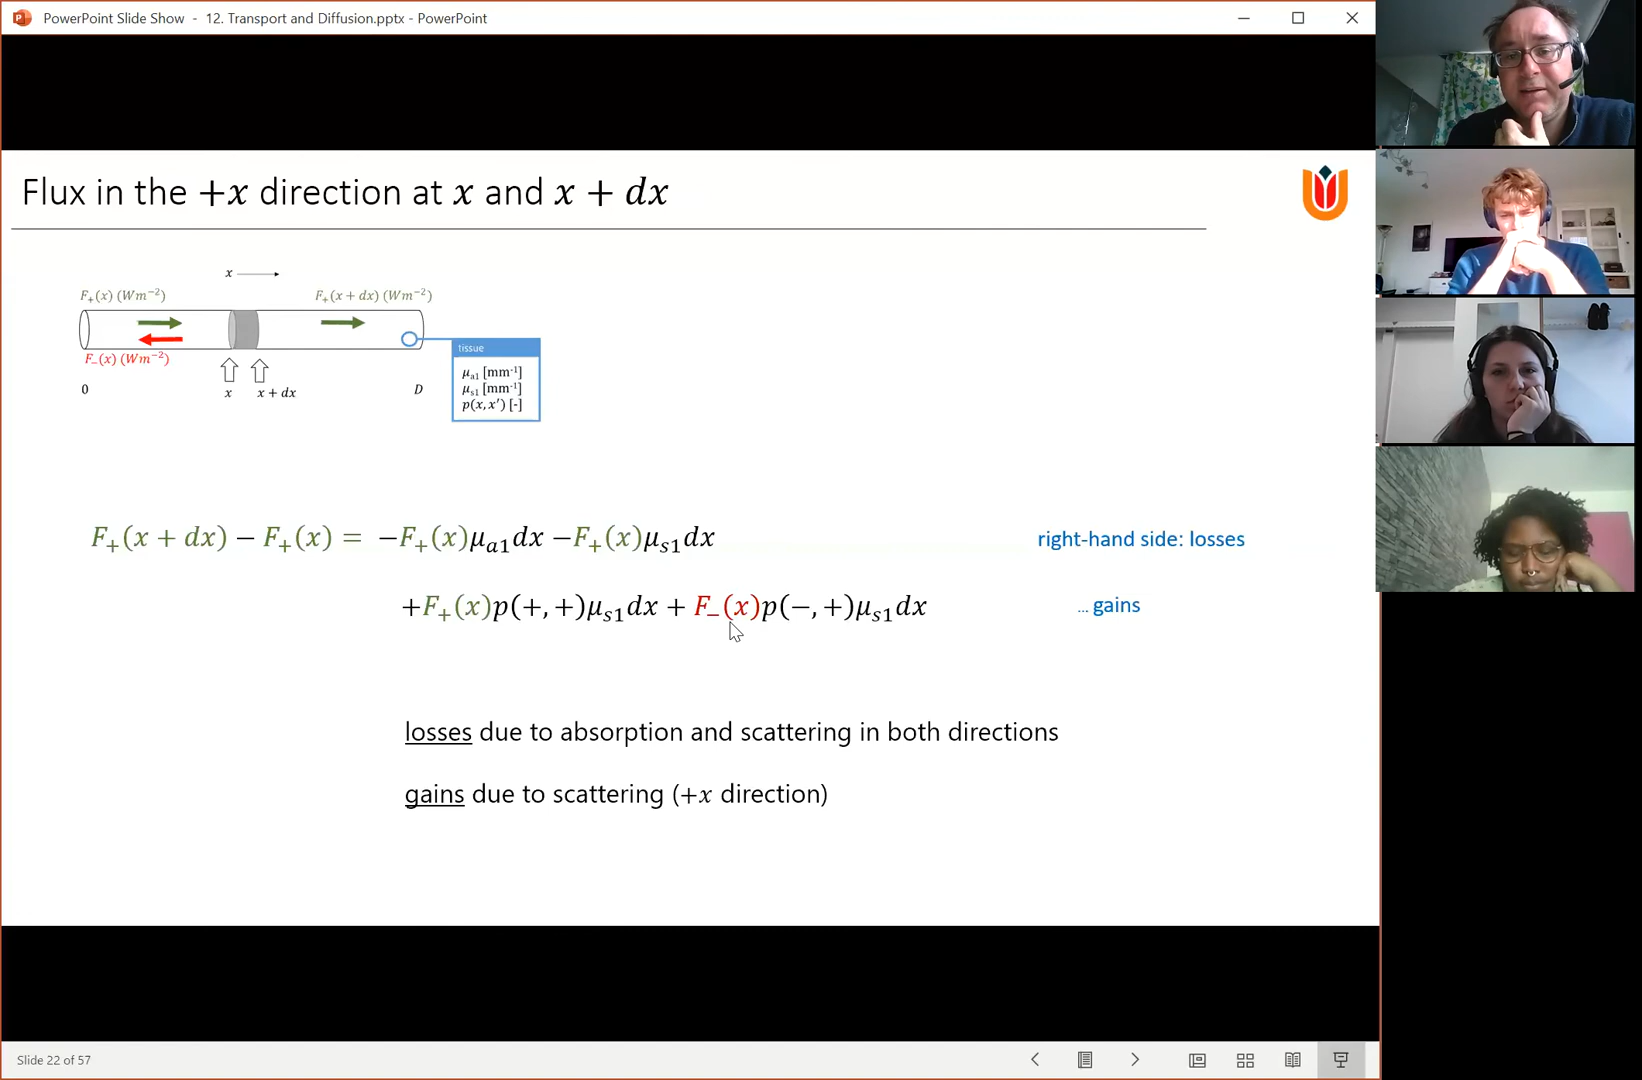 PowerPoint Slide Show - 12. Transport and Diffusion.pptx - PowerPoint
Flux in the +x direction at x and x + dx
x
F₊(x) (Wm⁻²)
F₊(x + dx) (Wm⁻²)
F₋(x) (Wm⁻²)
0
x
x + dx
D
tissue
μₐ₁ [mm⁻¹]
μₛ₁ [mm⁻¹]
p(x, x′) [-]
F₊(x + dx) − F₊(x) = −F₊(x)μₐ₁dx −F₊(x)μₛ₁dx
right-hand side: losses
+F₊(x)p(+, +)μₛ₁dx + F₋(x)p(−, +)μₛ₁dx
... gains
losses due to absorption and scattering in both directions
gains due to scattering (+x direction)
Slide 22 of 57